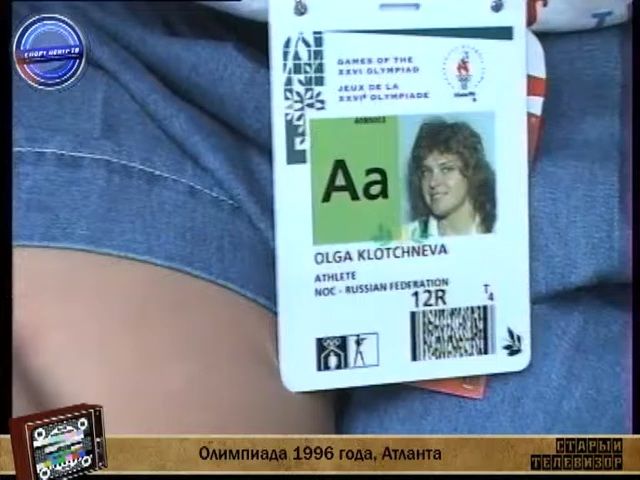 СПОРТ ЦЕНТР ТВ
GAMES OF THE
XXVI OLYMPIAD
JEUX DE LA
XXVIᵉ OLYMPIADE
Aa
OLGA KLOTCHNEVA
ATHLETE
NOC - RUSSIAN FEDERATION
12R
T
4
Олимпиада 1996 года, Атланта
СТАРЫЙ
ТЕЛЕВИЗОР